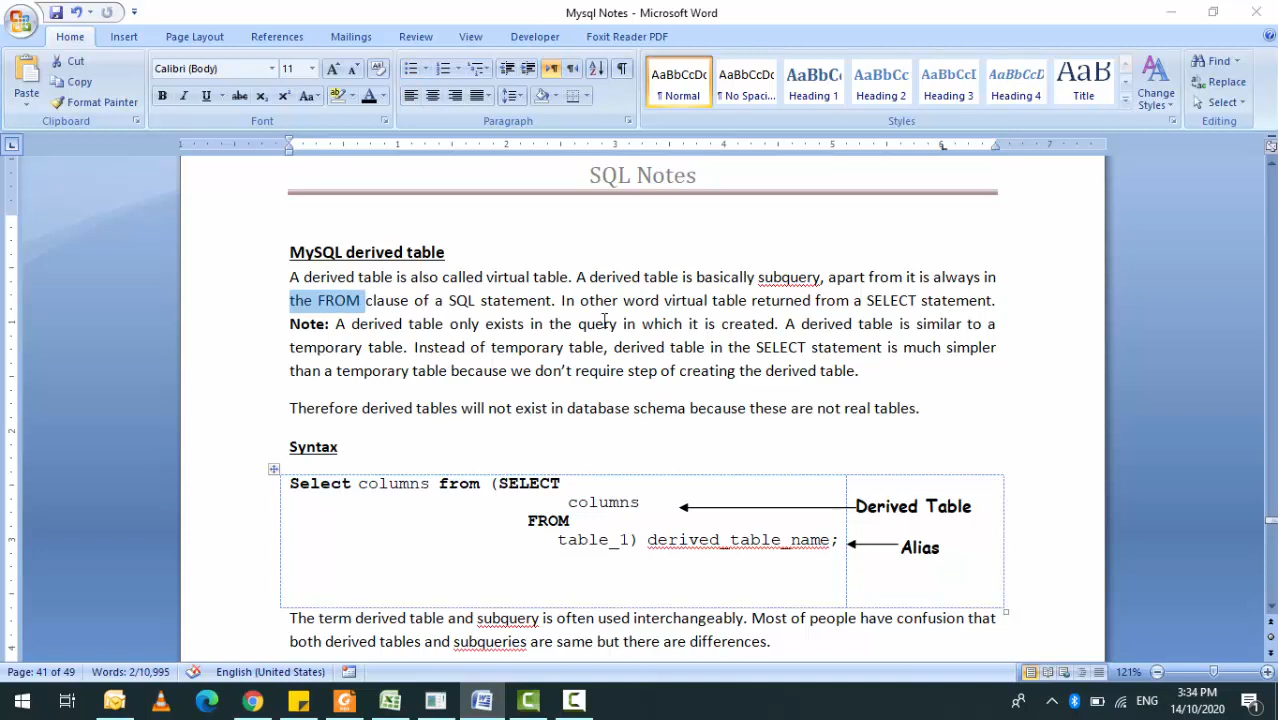 Mysql Notes - Microsoft Word
Home Insert Page Layout References Mailings Review View Developer Foxit Reader PDF
Paste
Cut
Copy
Format Painter
Clipboard
Calibri (Body) 11
Font
Paragraph
AaBbCcDc AaBbCcDc AaBbC AaBbCc AaBbCcI AaBbCcD AaB
¶ Normal ¶ No Spaci... Heading 1 Heading 2 Heading 3 Heading 4 Title
Change Styles
Styles
Find
Replace
Select
Editing
1 1 2 3 4 5 6 7
SQL Notes
MySQL derived table
A derived table is also called virtual table. A derived table is basically subquery, apart from it is always in
the FROM clause of a SQL statement. In other word virtual table returned from a SELECT statement.
Note: A derived table only exists in the query in which it is created. A derived table is similar to a
temporary table. Instead of temporary table, derived table in the SELECT statement is much simpler
than a temporary table because we don't require step of creating the derived table.
Therefore derived tables will not exist in database schema because these are not real tables.
Syntax
Select columns from (SELECT
columns
FROM
table_1) derived_table_name;
Derived Table
Alias
The term derived table and subquery is often used interchangeably. Most of people have confusion that
both derived tables and subqueries are same but there are differences.
Page: 41 of 49 Words: 2/10,995 English (United States) 121%
ENG
3:34 PM
14/10/2020